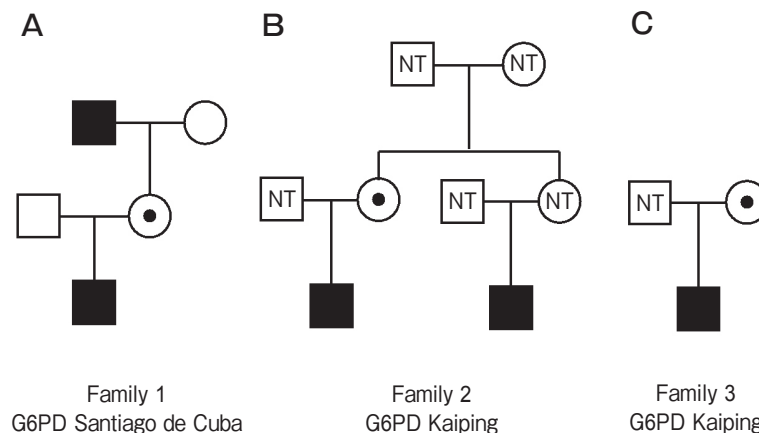 A
B
C
NT
NT
NT
NT
NT
NT
Family 1
G6PD Santiago de Cuba
Family 2
G6PD Kaiping
Family 3
G6PD Kaiping